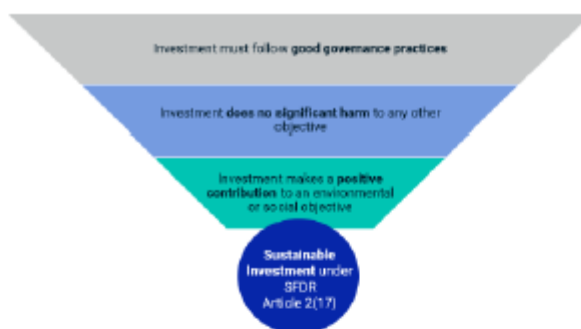 Investment must follow good governance practices
Investment does no significant harm to any other
objective
Investment makes a positive
contribution to an environmental
or social objective
Sustainable
Investment under
SFDR
Article 2(17)